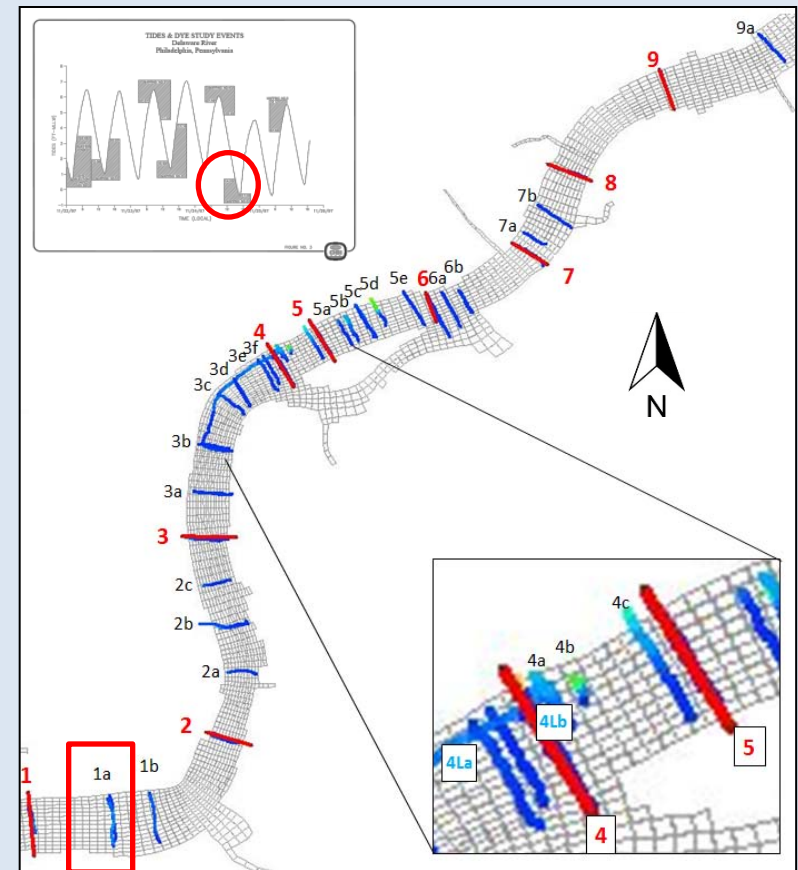 TIDES & DYE STUDY EVENTS
Delaware River
Philadelphia, Pennsylvania
TIDES (FT-MLLW)
TIME (LOCAL)
FIGURE NO. 2
9a
9
8
7b
7a
7
6b
6
6a
5e
5d
5c
5b
5a
5
4
3f
3e
3d
3c
3b
3a
3
2c
2b
2a
2
1b
1a
1
N
4c
4b
4a
4Lb
4La
5
4